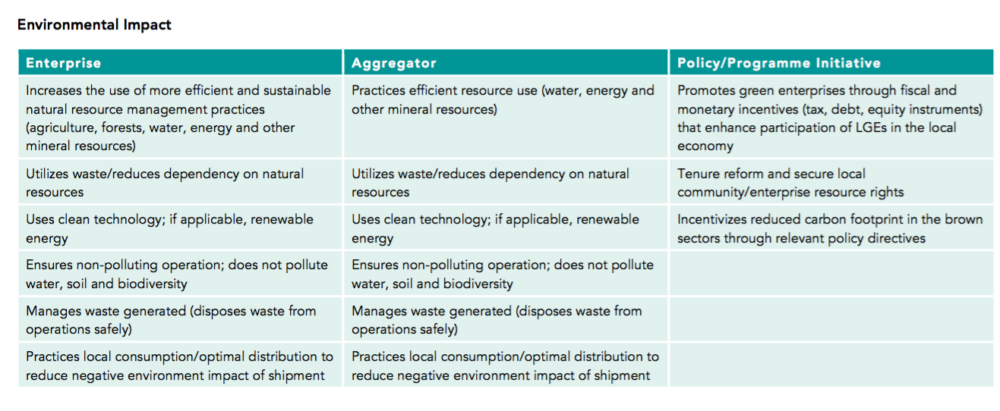 Environmental Impact
Enterprise
Aggregator
Policy/Programme Initiative
Increases the use of more efficient and sustainable
natural resource management practices
(agriculture, forests, water, energy and other
mineral resources)
Practices efficient resource use (water, energy and
other mineral resources)
Promotes green enterprises through fiscal and
monetary incentives (tax, debt, equity instruments)
that enhance participation of LGEs in the local
economy
Utilizes waste/reduces dependency on natural
resources
Utilizes waste/reduces dependency on natural
resources
Tenure reform and secure local
community/enterprise resource rights
Uses clean technology; if applicable, renewable
energy
Uses clean technology; if applicable, renewable
energy
Incentivizes reduced carbon footprint in the brown
sectors through relevant policy directives
Ensures non-polluting operation; does not pollute
water, soil and biodiversity
Ensures non-polluting operation; does not pollute
water, soil and biodiversity
Manages waste generated (disposes waste from
operations safely)
Manages waste generated (disposes waste from
operations safely)
Practices local consumption/optimal distribution to
reduce negative environment impact of shipment
Practices local consumption/optimal distribution to
reduce negative environment impact of shipment